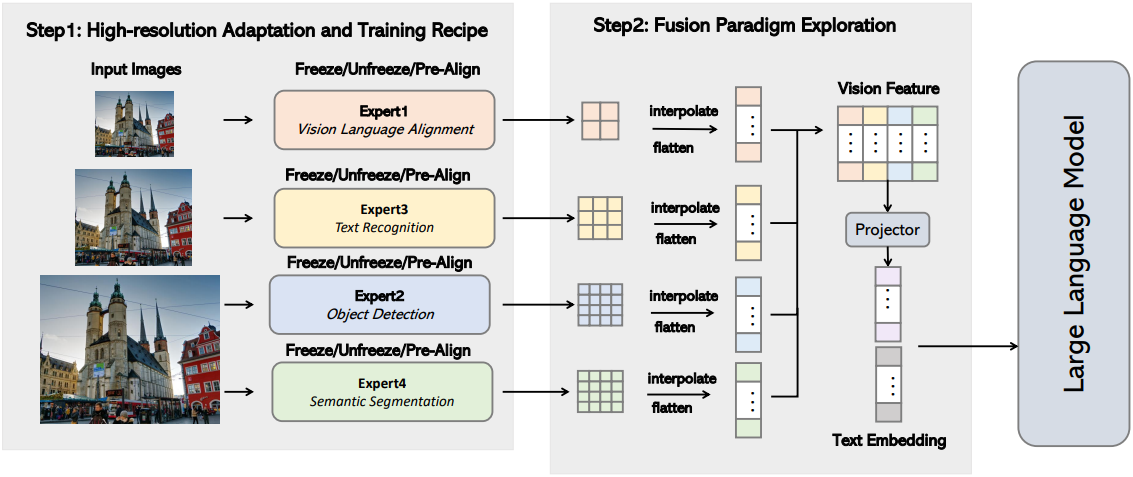 Step1: High-resolution Adaptation and Training Recipe
Input Images
Freeze/Unfreeze/Pre-Align
Expert1
Vision Language Alignment
Freeze/Unfreeze/Pre-Align
Expert3
Text Recognition
Freeze/Unfreeze/Pre-Align
Expert2
Object Detection
Freeze/Unfreeze/Pre-Align
Expert4
Semantic Segmentation
Step2: Fusion Paradigm Exploration
interpolate
flatten
interpolate
flatten
interpolate
flatten
interpolate
flatten
Vision Feature
Projector
Text Embedding
Large Language Model